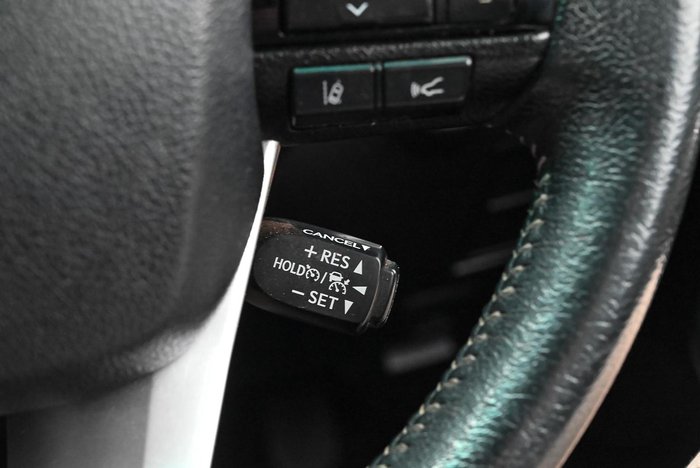 CANCEL
+ RES
HOLD /
− SET